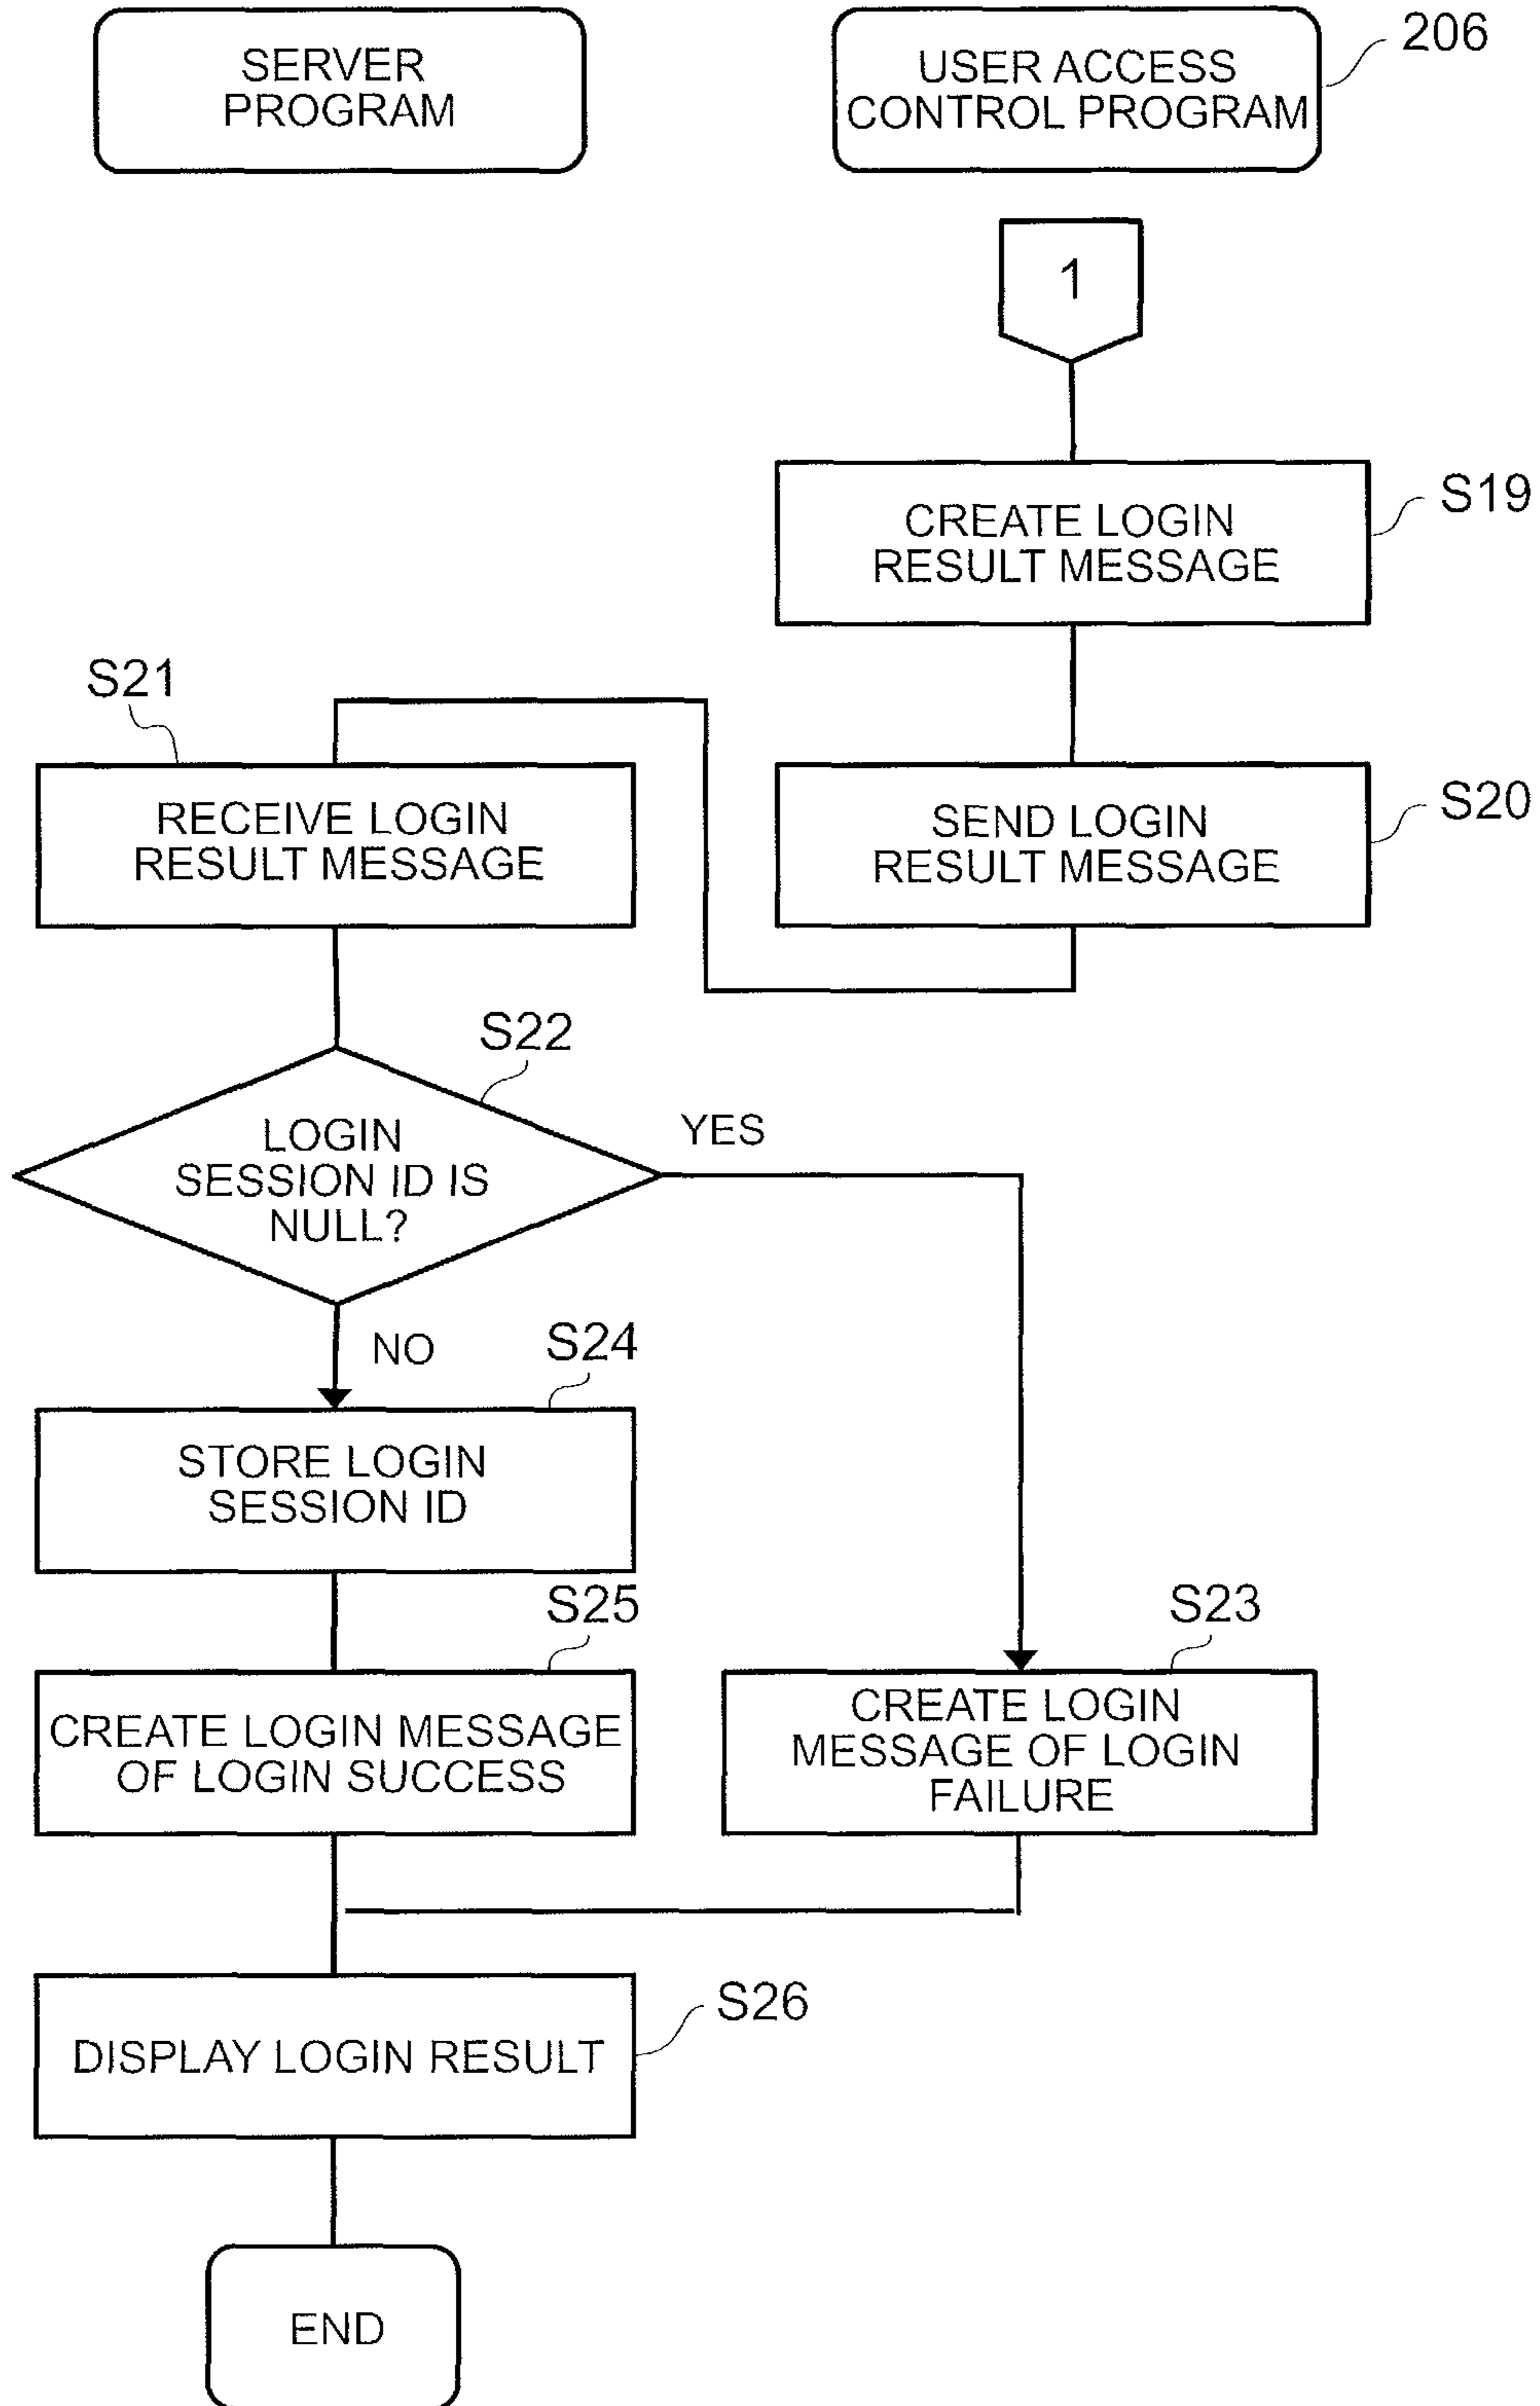 SERVER
PROGRAM
USER ACCESS
CONTROL PROGRAM
206
1
CREATE LOGIN
RESULT MESSAGE
S19
S21
RECEIVE LOGIN
RESULT MESSAGE
SEND LOGIN
RESULT MESSAGE
S20
S22
LOGIN
SESSION ID IS
NULL?
YES
NO
S24
STORE LOGIN
SESSION ID
S25
CREATE LOGIN MESSAGE
OF LOGIN SUCCESS
S23
CREATE LOGIN
MESSAGE OF LOGIN
FAILURE
DISPLAY LOGIN RESULT
S26
END